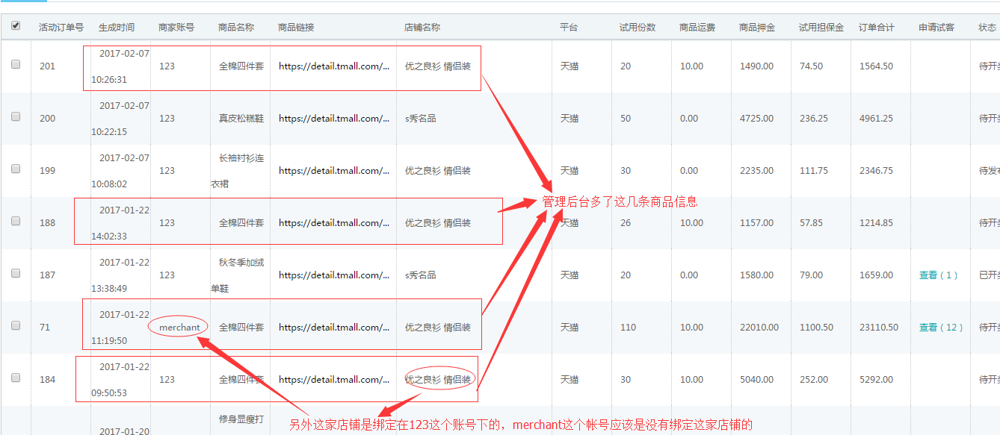 活动订单号 生成时间 商家账号 商品名称 商品链接 店铺名称 平台 试用份数 商品运费 商品押金 试用担保金 订单合计 申请试客 状态
201 2017-02-07 10:26:31 123 全棉四件套 https://detail.tmall.com/... 优之良衫 情侣装 天猫 20 10.00 1490.00 74.50 1564.50 待开
200 2017-02-07 10:22:15 123 真皮松糕鞋 https://detail.tmall.com/... s秀名品 天猫 50 0.00 4725.00 236.25 4961.25 待开
199 2017-02-07 10:08:02 123 长袖衬衫连衣裙 https://detail.tmall.com/... 优之良衫 情侣装 天猫 30 0.00 2235.00 111.75 2346.75 待发
管理后台多了这几条商品信息
188 2017-01-22 14:02:33 123 全棉四件套 https://detail.tmall.com/... 优之良衫 情侣装 天猫 26 10.00 1157.00 57.85 1214.85 待开
187 2017-01-22 13:38:49 123 秋冬季加绒单鞋 https://detail.tmall.com/... s秀名品 天猫 20 0.00 1580.00 79.00 1659.00 查看（1） 已开
71 2017-01-22 11:19:50 merchant 全棉四件套 https://detail.tmall.com/... 优之良衫 情侣装 天猫 110 10.00 22010.00 1100.50 23110.50 查看（12） 待开
184 2017-01-22 09:50:53 123 全棉四件套 https://detail.tmall.com/... 优之良衫 情侣装 天猫 30 10.00 5040.00 252.00 5292.00 待开
2017-01-20 修身显瘦打
另外这家店铺是绑定在123这个账号下的，merchant这个帐号应该是没有绑定这家店铺的